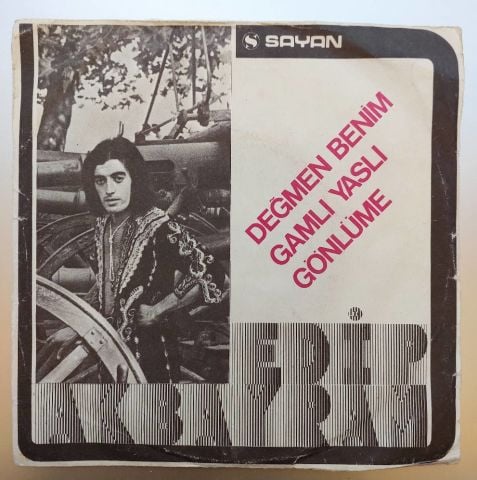 SAYAN
DEĞMEN BENİM
GAMLI YASLI
GÖNLÜME
EDİP
AKBAYRAM